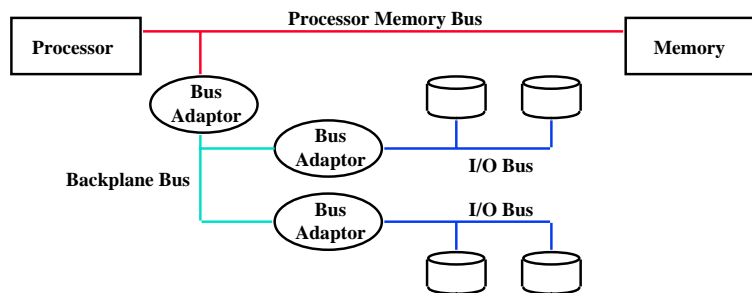 Processor Memory Bus
Processor
Memory
Bus
Adaptor
Bus
Adaptor
I/O Bus
Backplane Bus
Bus
Adaptor
I/O Bus